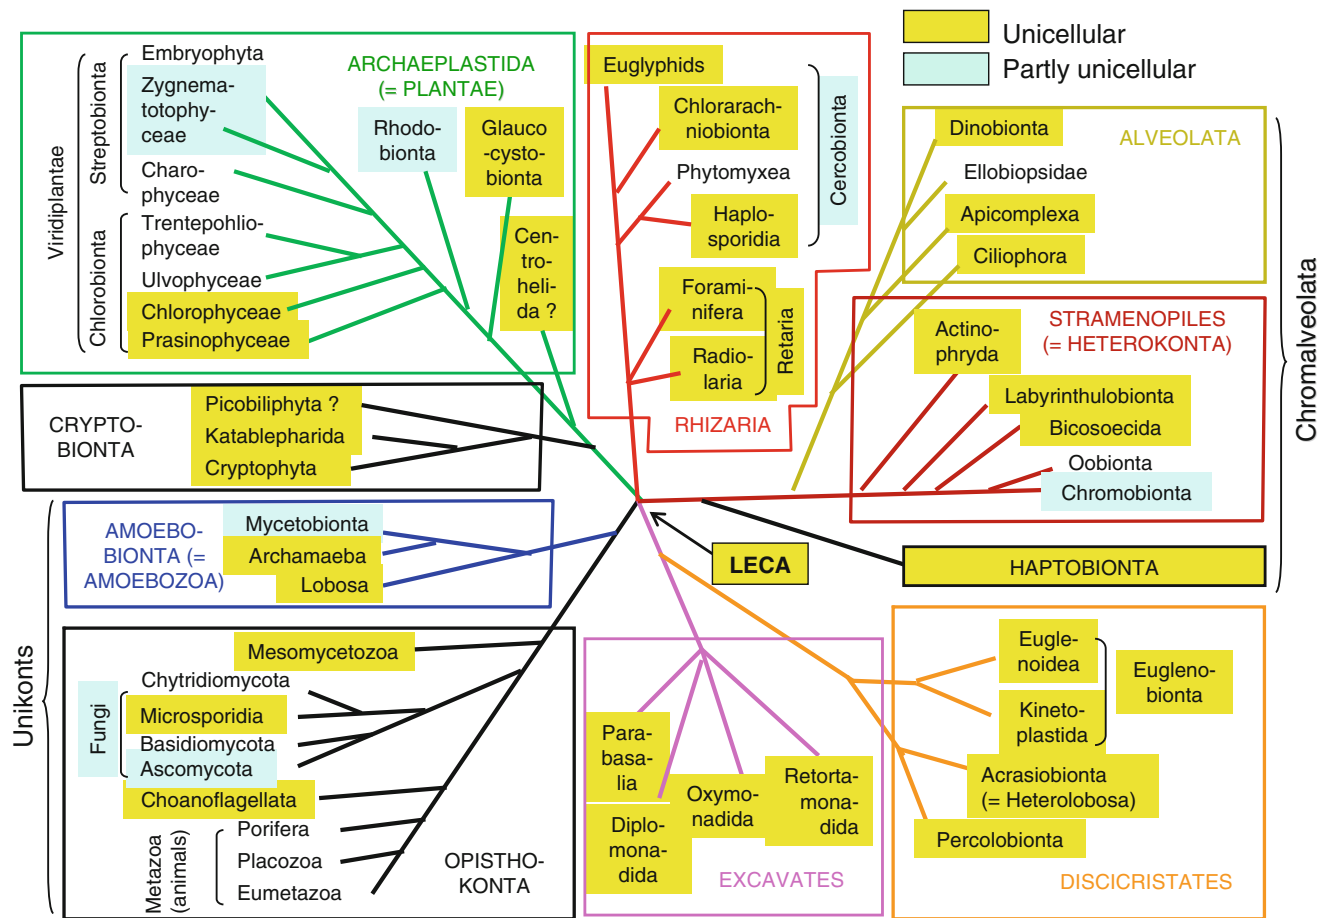 Unicellular
Partly unicellular
Viridiplantae
Streptobionta
Chlorobionta
Embryophyta
Zygnema-
totophy-
ceae
Charo-
phyceae
Trentepohlio-
phyceae
Ulvophyceae
Chlorophyceae
Prasinophyceae
ARCHAEPLASTIDA
(= PLANTAE)
Rhodo-
bionta
Glauco
-cysto-
bionta
Cen-
tro-
heli-
da ?
Euglyphids
Chlorarach-
niobionta
Phytomyxea
Haplo-
sporidia
Cercobionta
Forami-
nifera
Radio-
laria
Retaria
RHIZARIA
Dinobionta
ALVEOLATA
Ellobiopsidae
Apicomplexa
Ciliophora
Chromalveolata
Actino-
phryda
STRAMENOPILES
(= HETEROKONTA)
Labyrinthulobionta
Bicosoecida
Oobionta
Chromobionta
HAPTOBIONTA
CRYPTO-
BIONTA
Picobiliphyta ?
Katablepharida
Cryptophyta
Unikonts
AMOEBO-
BIONTA (=
AMOEBOZOA)
Mycetobionta
Archamaeba
Lobosa
LECA
Mesomycetozoa
Chytridiomycota
Fungi
Microsporidia
Basidiomycota
Ascomycota
Choanoflagellata
Metazoa
(animals)
Porifera
Placozoa
Eumetazoa
OPISTHO-
KONTA
Para-
basa-
lia
Diplo-
mona-
dida
Oxymo-
nadida
Retorta-
mona-
dida
EXCAVATES
Eugle-
noidea
Kineto-
plastida
Eugleno-
bionta
Acrasiobionta
(= Heterolobosa)
Percolobionta
DISCICRISTATES